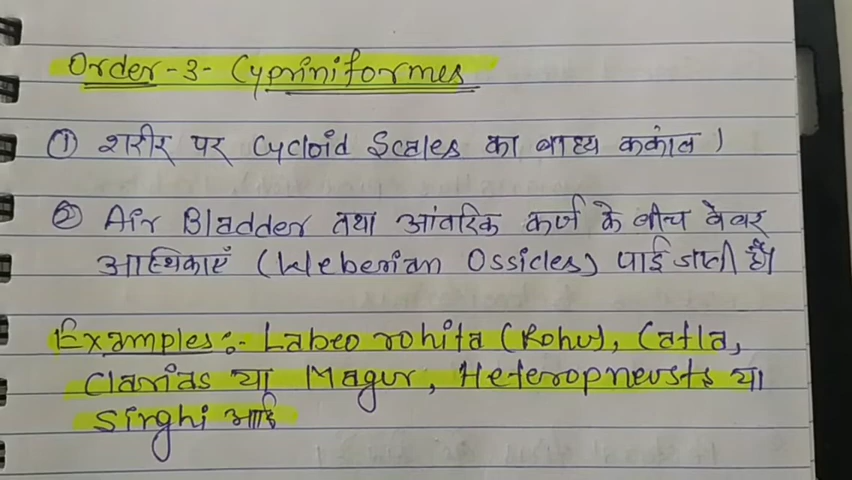 Order-3- Cypriniformes
① शरीर पर Cycloid Scales का बाह्य कंकाल।
② Air Bladder तथा आंतरिक कर्ण के बीच वेबर
आस्थिकाएँ (Weberian Ossicles) पाई जाती हैं।
Examples:- Labeo rohita (Rohu), Catla,
Clarias या Magur, Heteropneusts या
Singhi आदि